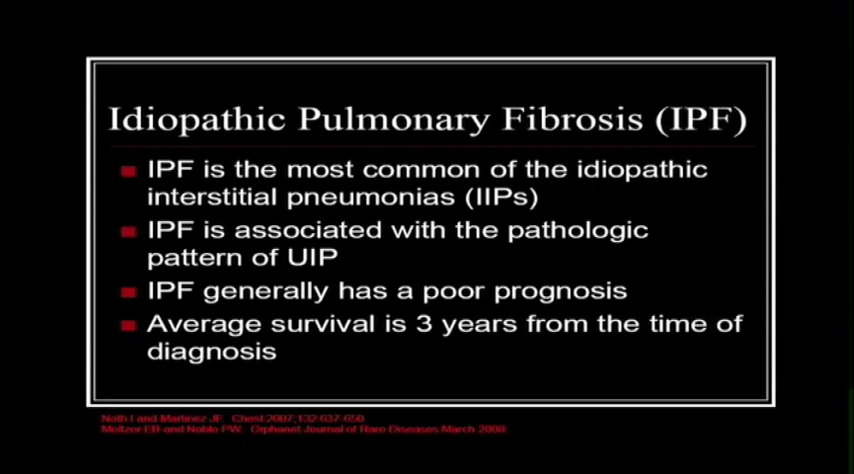 Idiopathic Pulmonary Fibrosis (IPF)
IPF is the most common of the idiopathic
interstitial pneumonias (IIPs)
IPF is associated with the pathologic
pattern of UIP
IPF generally has a poor prognosis
Average survival is 3 years from the time of
diagnosis
Noth I and Martinez JF. Chest 2007;132:637-650
Meltzer EB and Noble PW. Orphanet Journal of Rare Diseases March 2008